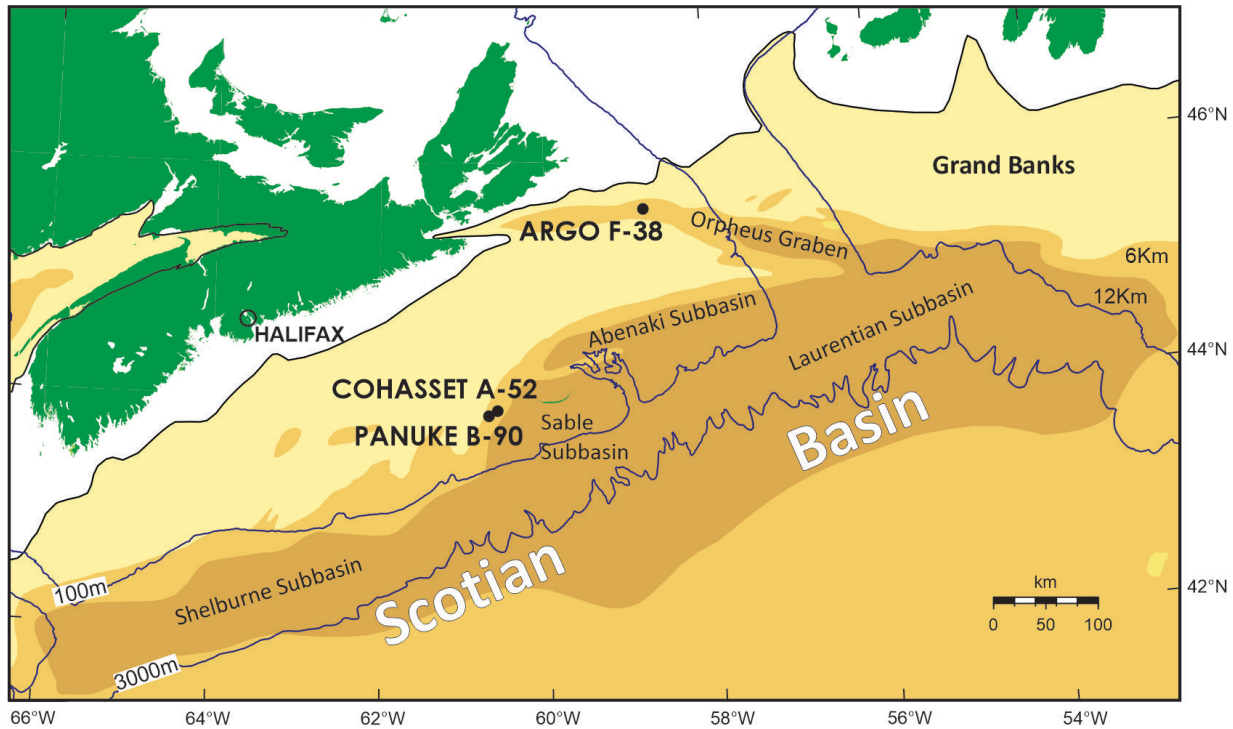 46°N
Grand Banks
ARGO F-38
Orpheus Graben
6Km
12Km
HALIFAX
Abenaki Subbasin
Laurentian Subbasin
44°N
COHASSET A-52
PANUKE B-90
Sable
Subbasin
Scotian Basin
Shelburne Subbasin
100m
3000m
42°N
km
0 50 100
66°W 64°W 62°W 60°W 58°W 56°W 54°W